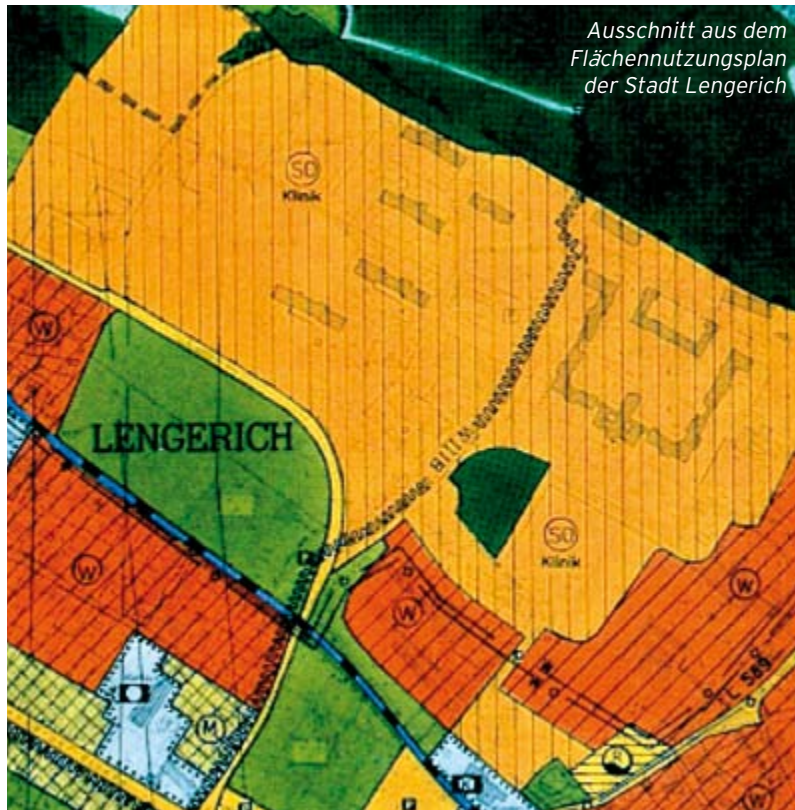 Ausschnitt aus dem
Flächennutzungsplan
der Stadt Lengerich
SO
Klinik
W
LENGERICH
SO
Klinik
W
W
W
L 589
M